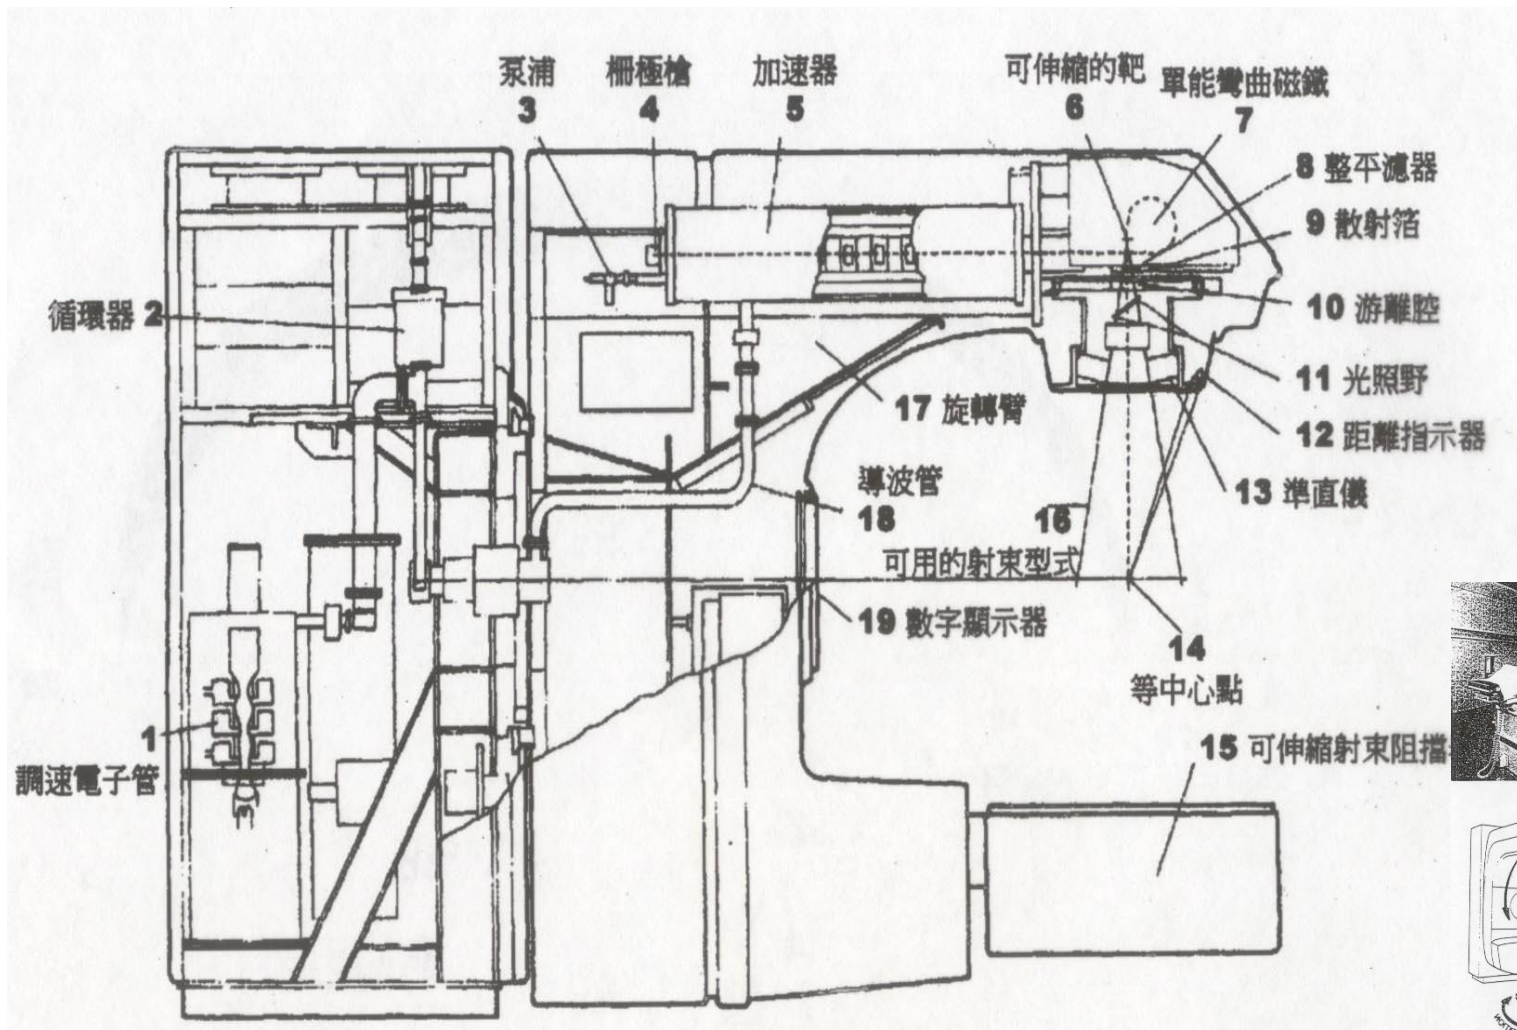 泵浦
3
柵極槍
4
加速器
5
可伸縮的靶
6
單能彎曲磁鐵
7
8 整平濾器
9 散射箔
循環器 2
10 游離腔
11 光照野
17 旋轉臂
12 距離指示器
導波管
18
13 準直儀
16
可用的射束型式
19 數字顯示器
14
等中心點
1
調速電子管
15 可伸縮射束阻擋